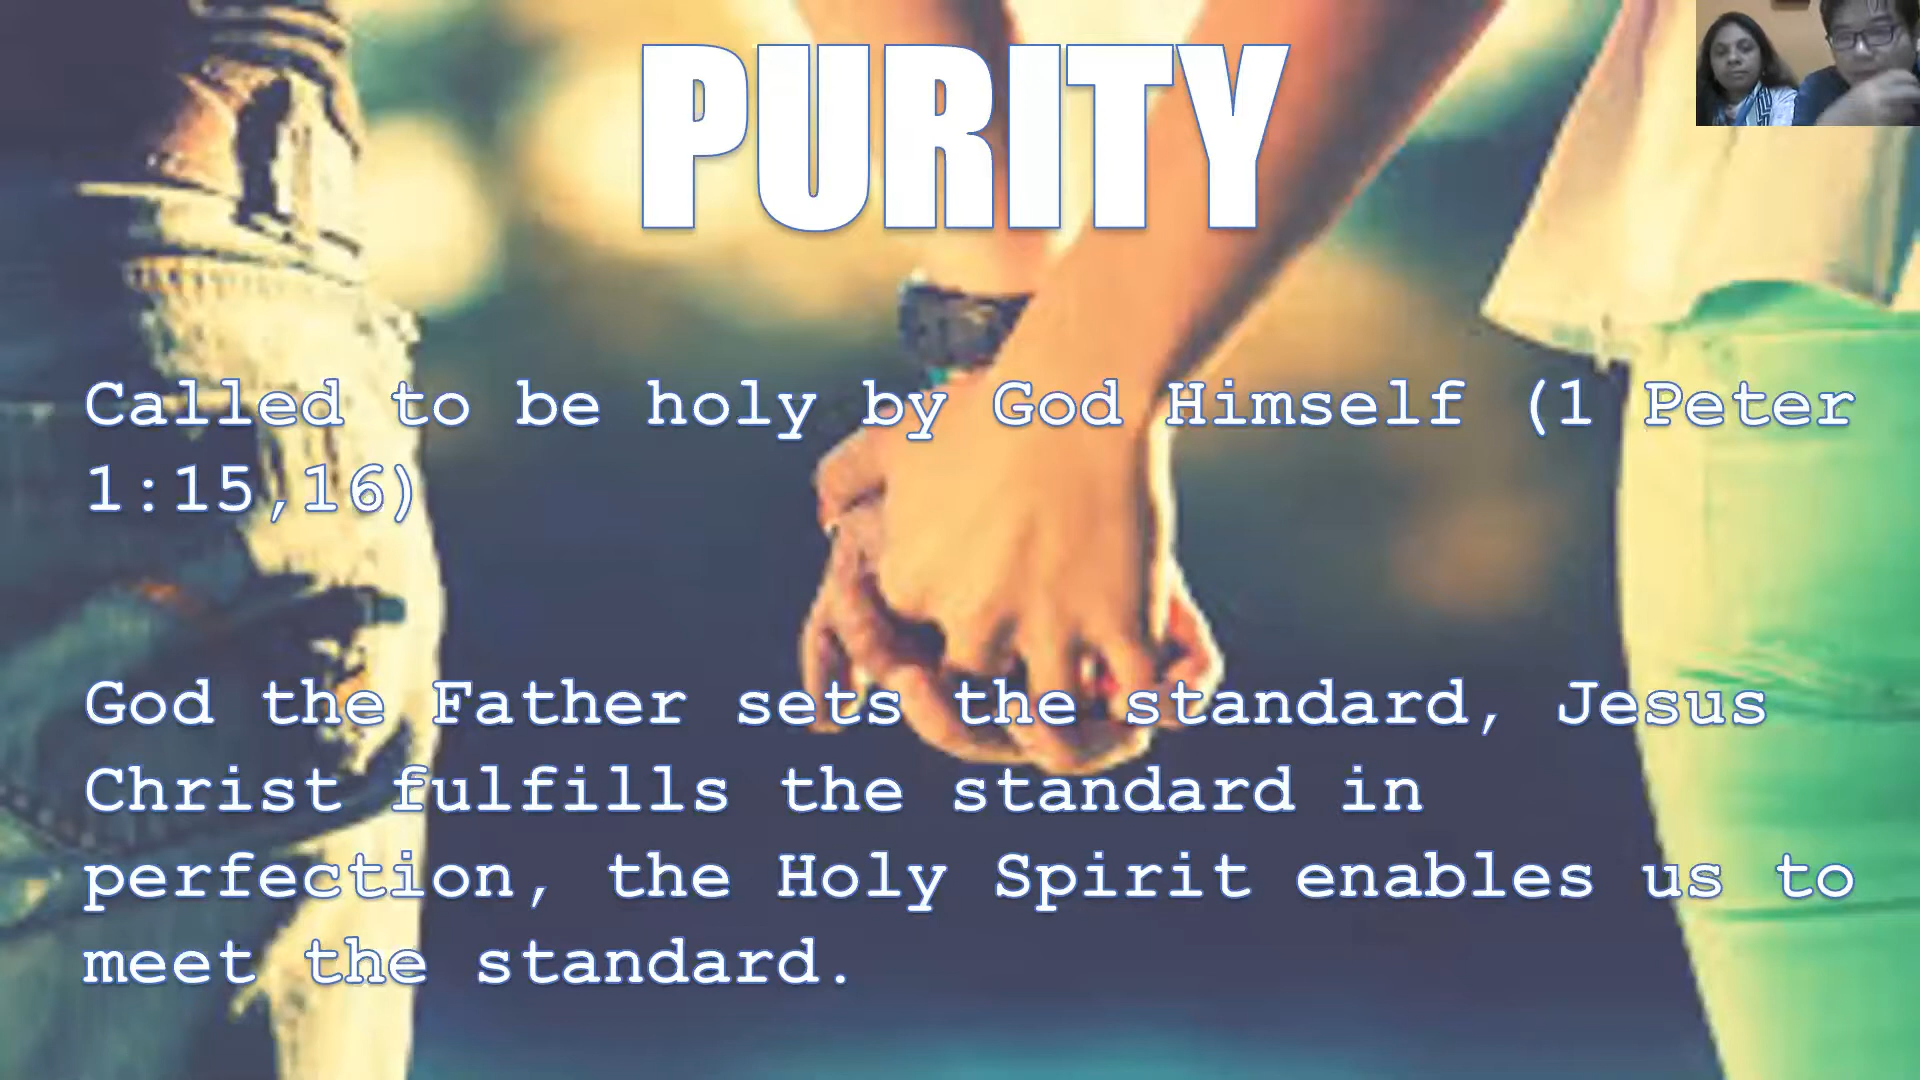 PURITY
Called to be holy by God Himself (1 Peter
1:15,16)
God the Father sets the standard, Jesus
Christ fulfills the standard in
perfection, the Holy Spirit enables us to
meet the standard.